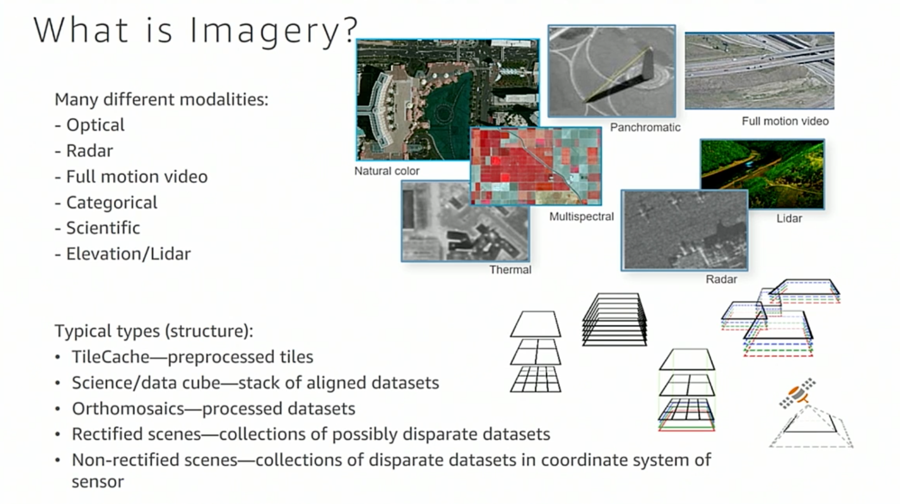 What is Imagery?
Many different modalities:
- Optical
- Radar
- Full motion video
- Categorical
- Scientific
- Elevation/Lidar
Natural color
Panchromatic
Full motion video
Multispectral
Lidar
Thermal
Radar
Typical types (structure):
• TileCache—preprocessed tiles
• Science/data cube—stack of aligned datasets
• Orthomosaics—processed datasets
• Rectified scenes—collections of possibly disparate datasets
• Non-rectified scenes—collections of disparate datasets in coordinate system of
sensor